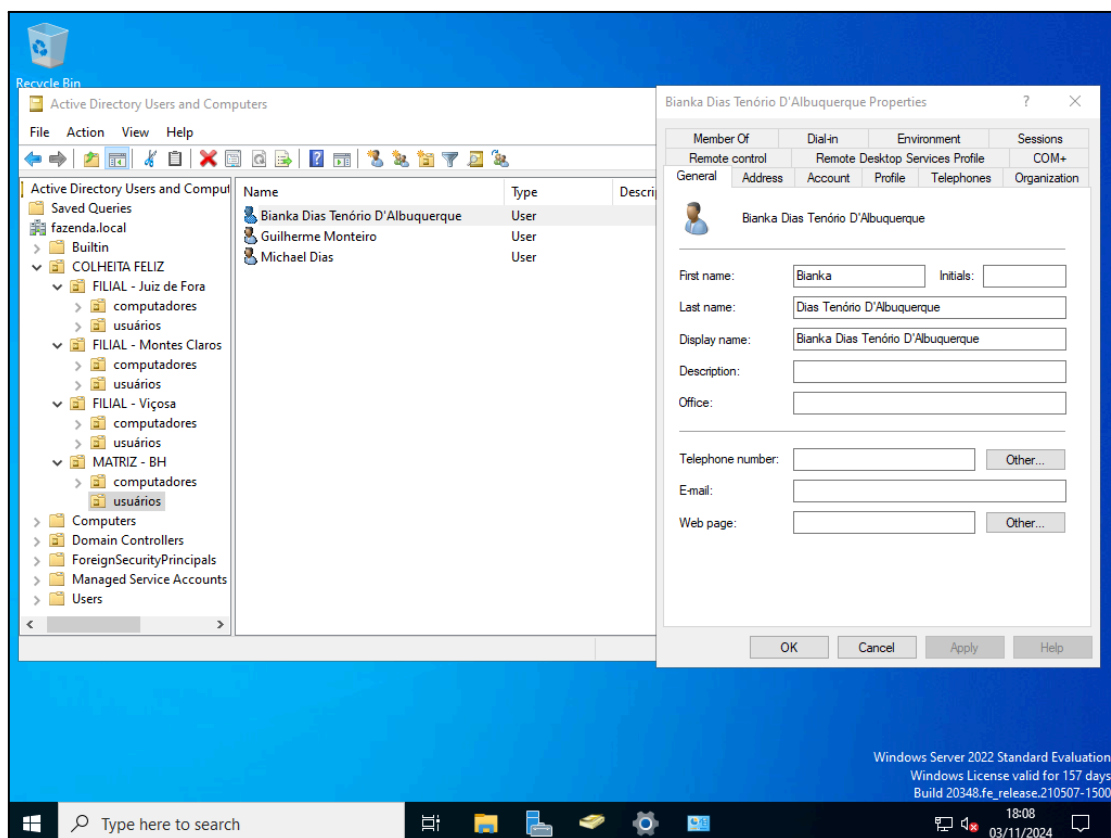 Recycle Bin
Active Directory Users and Computers
File Action View Help
Active Directory Users and Comput
Saved Queries
fazenda.local
Builtin
COLHEITA FELIZ
FILIAL - Juiz de Fora
computadores
usuários
FILIAL - Montes Claros
computadores
usuários
FILIAL - Viçosa
computadores
usuários
MATRIZ - BH
computadores
usuários
Computers
Domain Controllers
ForeignSecurityPrincipals
Managed Service Accounts
Users
Name Type Descri
Bianka Dias Tenório D'Albuquerque User
Guilherme Monteiro User
Michael Dias User
Bianka Dias Tenório D'Albuquerque Properties ?
Member Of Dial-in Environment Sessions
Remote control Remote Desktop Services Profile COM+
General Address Account Profile Telephones Organization
Bianka Dias Tenório D'Albuquerque
First name: Bianka Initials:
Last name: Dias Tenório D'Albuquerque
Display name: Bianka Dias Tenório D'Albuquerque
Description:
Office:
Telephone number: Other...
E-mail:
Web page: Other...
OK Cancel Apply Help
Windows Server 2022 Standard Evaluation
Windows License valid for 157 days
Build 20348.fe_release.210507-1500
Type here to search
18:08
03/11/2024